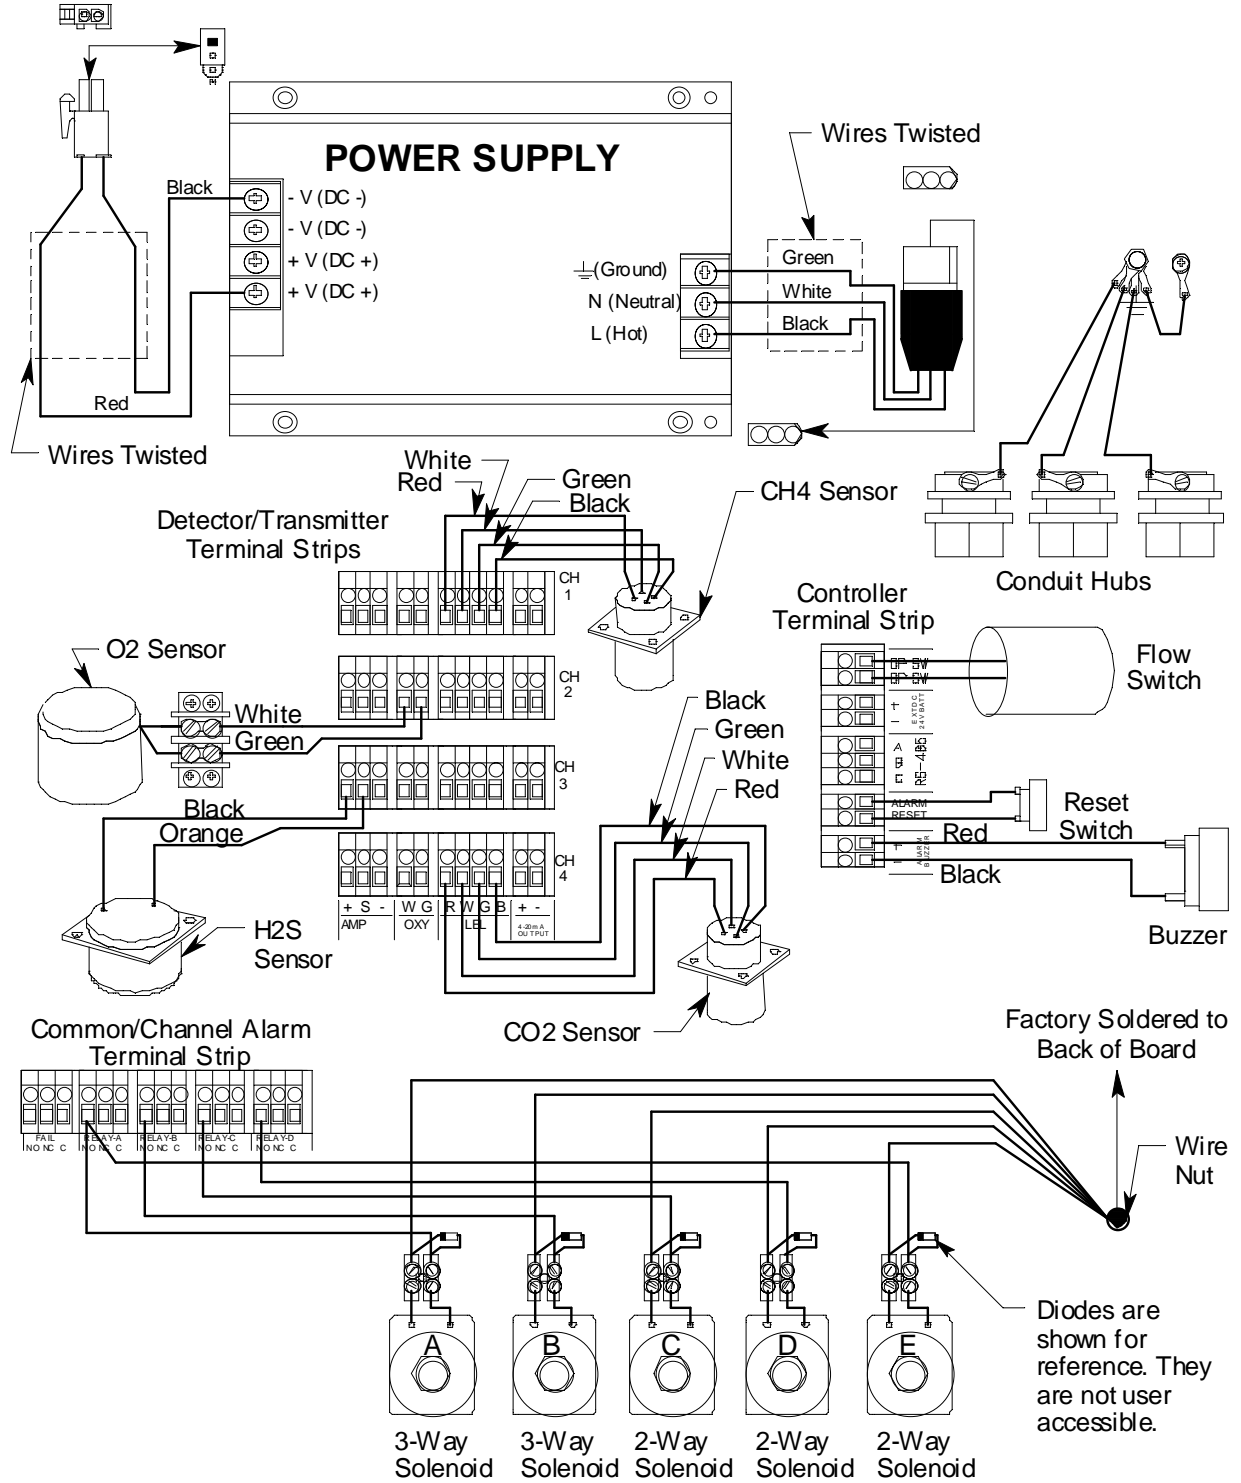 POWER SUPPLY
Wires Twisted
Black
- V (DC -)
- V (DC -)
+ V (DC +)
+ V (DC +)
(Ground)
N (Neutral)
L (Hot)
Green
White
Black
Red
Wires Twisted
White
Red
Green
Black
CH4 Sensor
Detector/Transmitter
Terminal Strips
Conduit Hubs
CH
1
Controller
Terminal Strip
O2 Sensor
CH
2
Flow
Switch
White
Green
Black
Green
White
Red
+
-
EXT DC
24V BATT
A
B
C
RS-485
CH
3
Black
Orange
ALARM
RESET
Reset
Switch
Red
Black
+
-
ALARM
BUZZER
Buzzer
CH
4
+ S - W G R W G B + -
AMP OXY LEL 4-20mA
OUTPUT
H2S
Sensor
CO2 Sensor
Common/Channel Alarm
Terminal Strip
Factory Soldered to
Back of Board
FAIL RELAY-A RELAY-B RELAY-C RELAY-D
NO NC C NO NC C NO NC C NO NC C NO NC C
Wire
Nut
Diodes are
shown for
reference. They
are not user
accessible.
A B C D E
3-Way
Solenoid
3-Way
Solenoid
2-Way
Solenoid
2-Way
Solenoid
2-Way
Solenoid